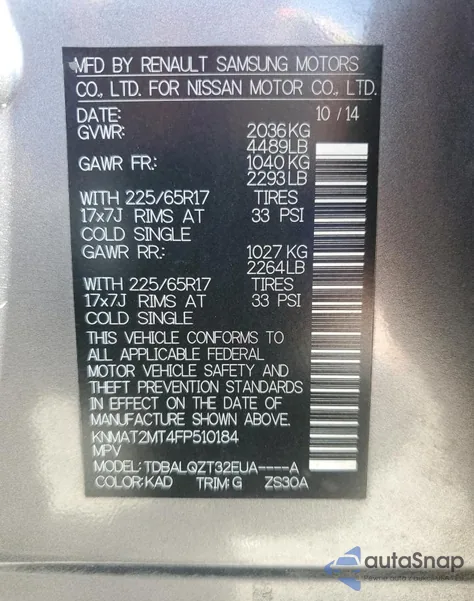 MFD BY RENAULT SAMSUNG MOTORS
CO., LTD. FOR NISSAN MOTOR CO., LTD.
DATE: 10 / 14
GVWR: 2036 KG
4489 LB
GAWR FR.: 1040 KG
2293 LB
WITH 225/65R17 TIRES
17x7J RIMS AT 33 PSI
COLD SINGLE
GAWR RR.: 1027 KG
2264 LB
WITH 225/65R17 TIRES
17x7J RIMS AT 33 PSI
COLD SINGLE
THIS VEHICLE CONFORMS TO
ALL APPLICABLE FEDERAL
MOTOR VEHICLE SAFETY AND
THEFT PREVENTION STANDARDS
IN EFFECT ON THE DATE OF
MANUFACTURE SHOWN ABOVE.
KNMAT2MT4FP510184
MPV
MODEL: TDBALQZT32EUA----A
COLOR: KAD TRIM: G ZS30A
autoSnap